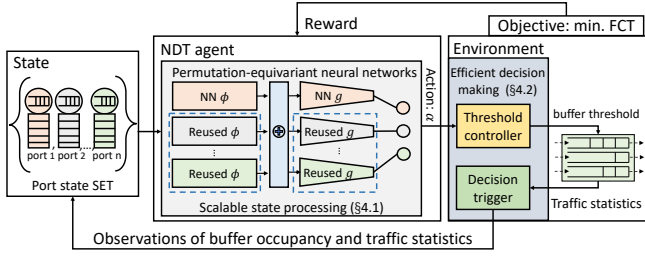 Reward
Objective: min. FCT
State
port 1, port 2,..., port n
Port state SET
NDT agent
Permutation-equivariant neural networks
NN ϕ
NN g
Reused ϕ
Reused g
⋮
⋮
⊕
Reused ϕ
Reused g
Scalable state processing (§4.1)
Action: α
Environment
Efficient decision
making (§4.2)
Threshold
controller
buffer threshold
Decision
trigger
Traffic statistics
Observations of buffer occupancy and traffic statistics